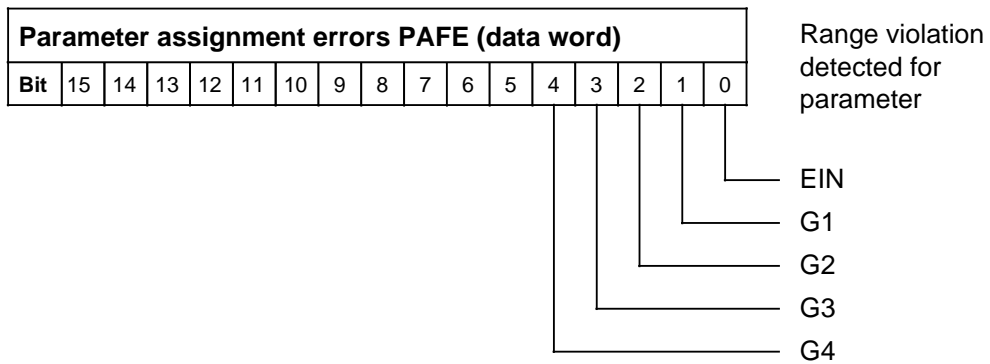 Parameter assignment errors PAFE (data word)
Bit 15 14 13 12 11 10 9 8 7 6 5 4 3 2 1 0
Range violation
detected for
parameter
EIN
G1
G2
G3
G4